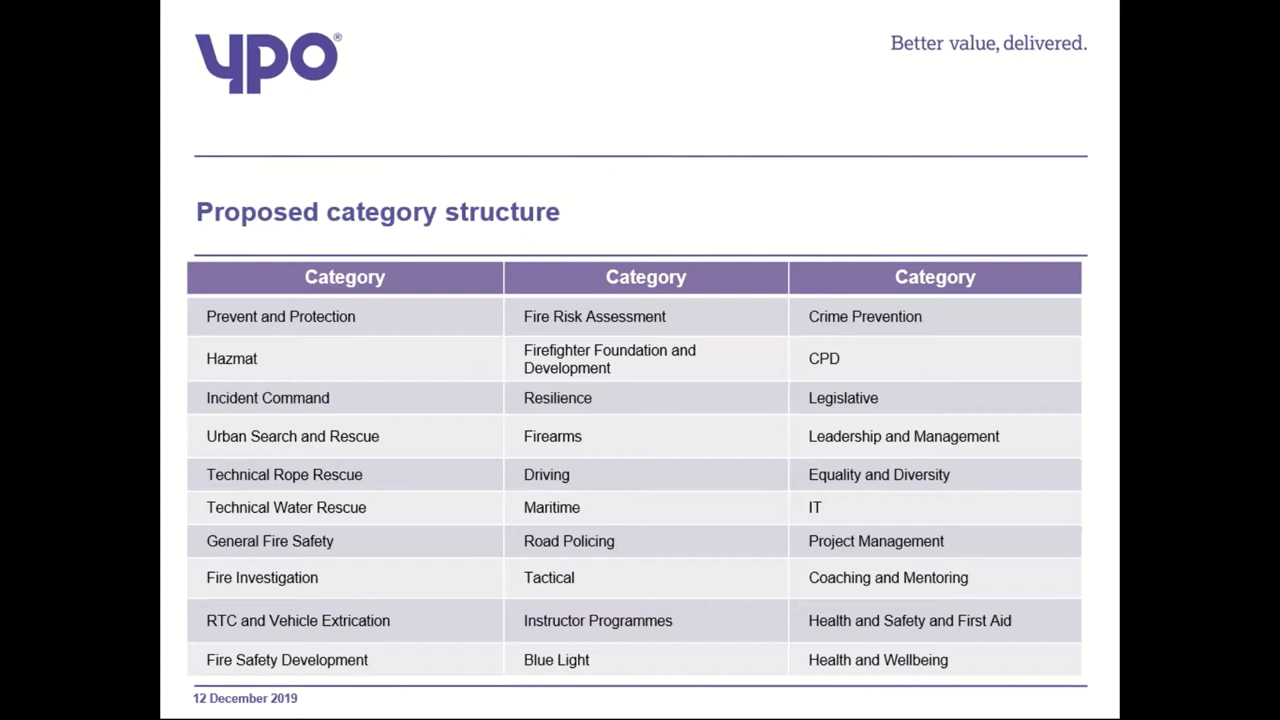 ypo®
Better value, delivered.
Proposed category structure
Category Category Category
Prevent and Protection Fire Risk Assessment Crime Prevention
Hazmat Firefighter Foundation and Development CPD
Incident Command Resilience Legislative
Urban Search and Rescue Firearms Leadership and Management
Technical Rope Rescue Driving Equality and Diversity
Technical Water Rescue Maritime IT
General Fire Safety Road Policing Project Management
Fire Investigation Tactical Coaching and Mentoring
RTC and Vehicle Extrication Instructor Programmes Health and Safety and First Aid
Fire Safety Development Blue Light Health and Wellbeing
12 December 2019